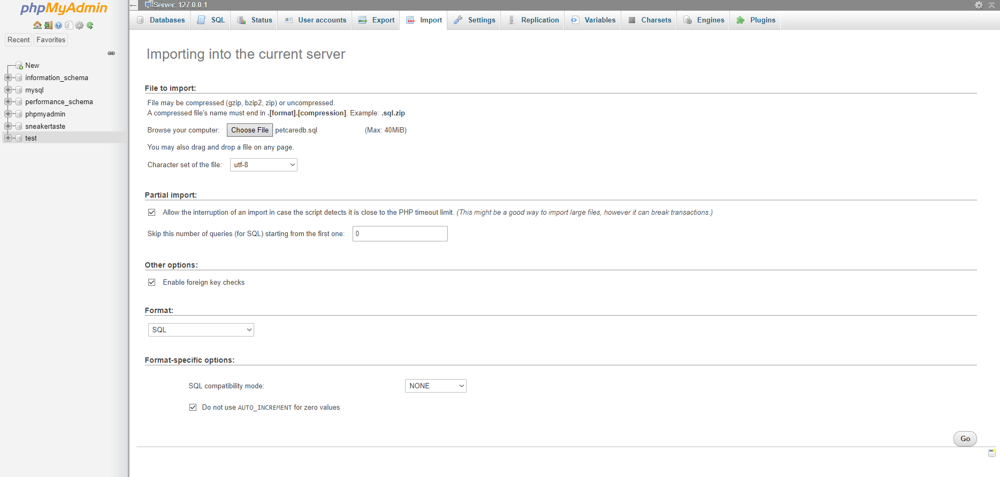 phpMyAdmin
Recent Favorites
New
information_schema
mysql
performance_schema
phpmyadmin
sneakertaste
test
Server: 127.0.0.1
Databases SQL Status User accounts Export Import Settings Replication Variables Charsets Engines Plugins
Importing into the current server
File to import:
File may be compressed (gzip, bzip2, zip) or uncompressed.
A compressed file's name must end in .[format].[compression]. Example: .sql.zip
Browse your computer: Choose File petcaredb.sql (Max: 40MiB)
You may also drag and drop a file on any page.
Character set of the file: utf-8
Partial import:
Allow the interruption of an import in case the script detects it is close to the PHP timeout limit. (This might be a good way to import large files, however it can break transactions.)
Skip this number of queries (for SQL) starting from the first one: 0
Other options:
Enable foreign key checks
Format:
SQL
Format-specific options:
SQL compatibility mode: NONE
Do not use AUTO_INCREMENT for zero values
Go